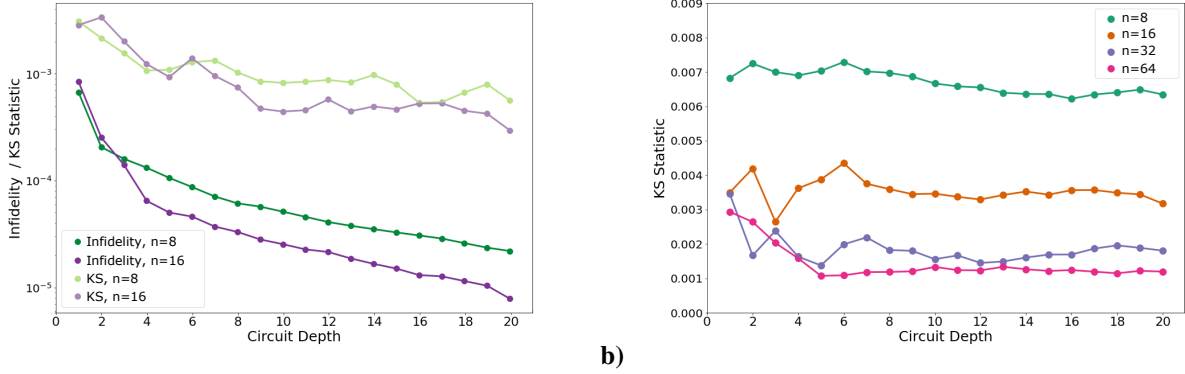 Infidelity / KS Statistic
10⁻³
10⁻⁴
10⁻⁵
Infidelity, n=8
Infidelity, n=16
KS, n=8
KS, n=16
0 2 4 6 8 10 12 14 16 18 20
Circuit Depth
b)
KS Statistic
0.009
0.008
0.007
0.006
0.005
0.004
0.003
0.002
0.001
0.000
n=8
n=16
n=32
n=64
0 2 4 6 8 10 12 14 16 18 20
Circuit Depth